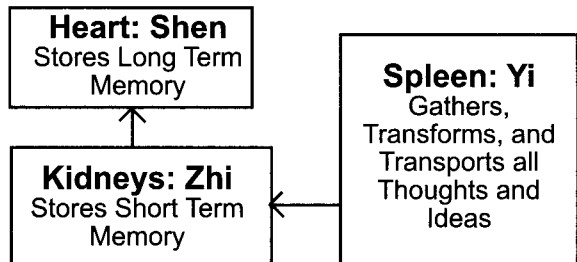 Heart: Shen
Stores Long Term
Memory
Kidneys: Zhi
Stores Short Term
Memory
Spleen: Yi
Gathers,
Transforms, and
Transports all
Thoughts and
Ideas